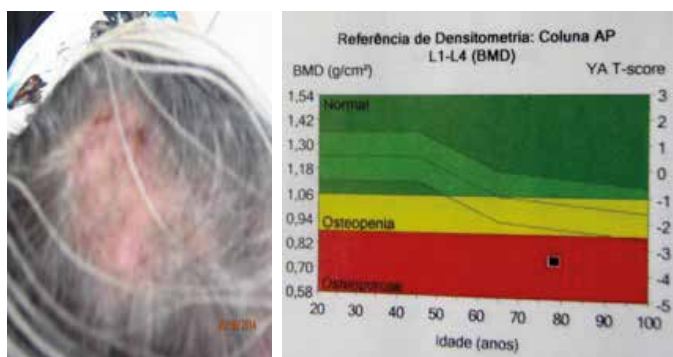 Referência de Densitometria: Coluna AP
L1-L4 (BMD)
BMD (g/cm²)
YA T-score
1,54
1,42
1,30
1,18
1,06
0,94
0,82
0,70
0,58
Normal
Osteopenia
Osteoporose
3
2
1
0
-1
-2
-3
-4
-5
20 30 40 50 60 70 80 90 100
Idade (anos)